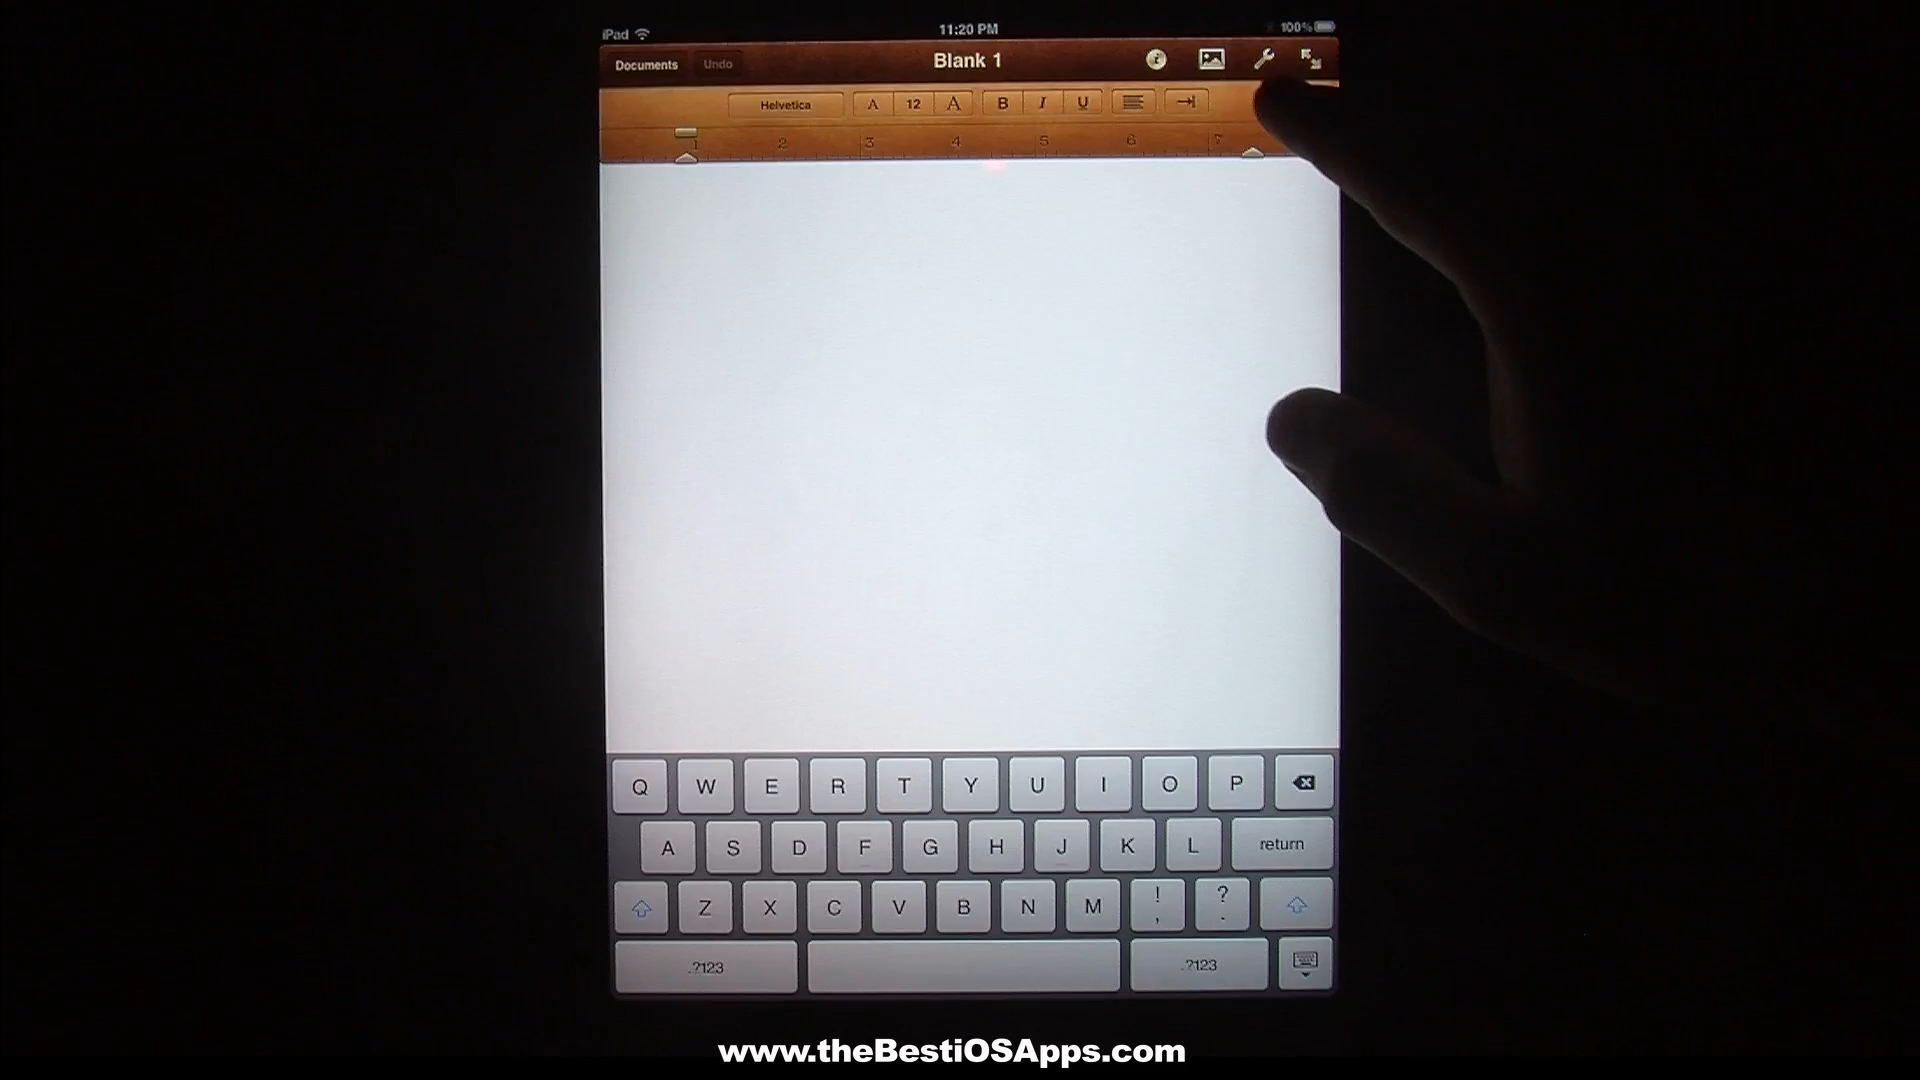 iPad 11:20 PM 100%
Documents Undo Blank 1
Helvetica A 12 A B I U
1 2 3 4 5 6 7
Q W E R T Y U I O P
A S D F G H J K L return
Z X C V B N M ! , ? .
.?123 .?123
www.theBestiOSApps.com